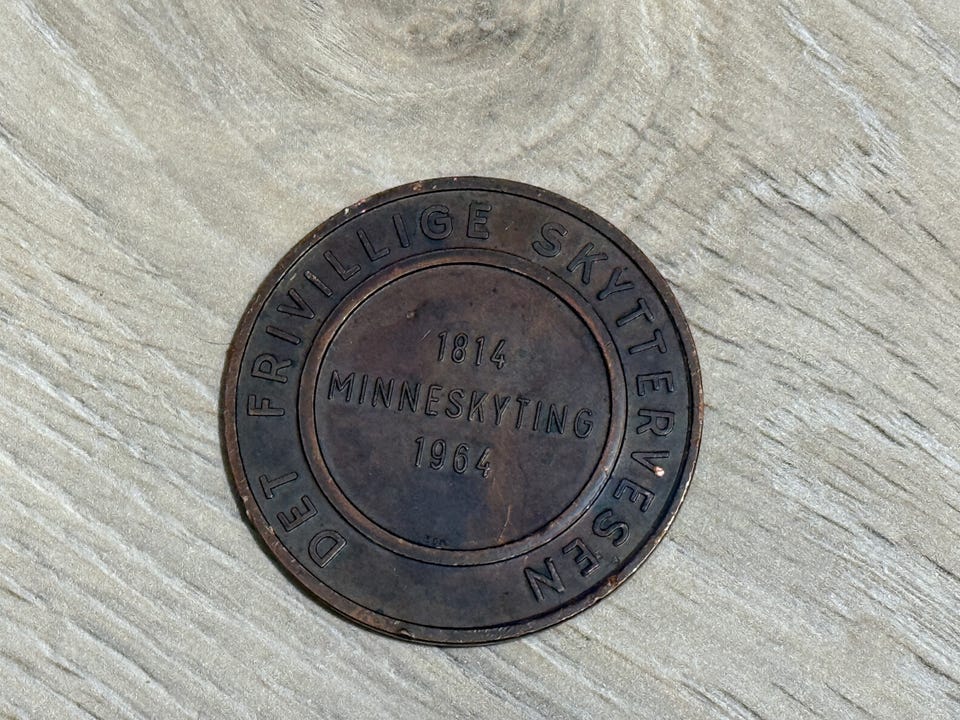 DET FRIVILLIGE SKYTTERVESEN
1814
MINNESKYTING
1964